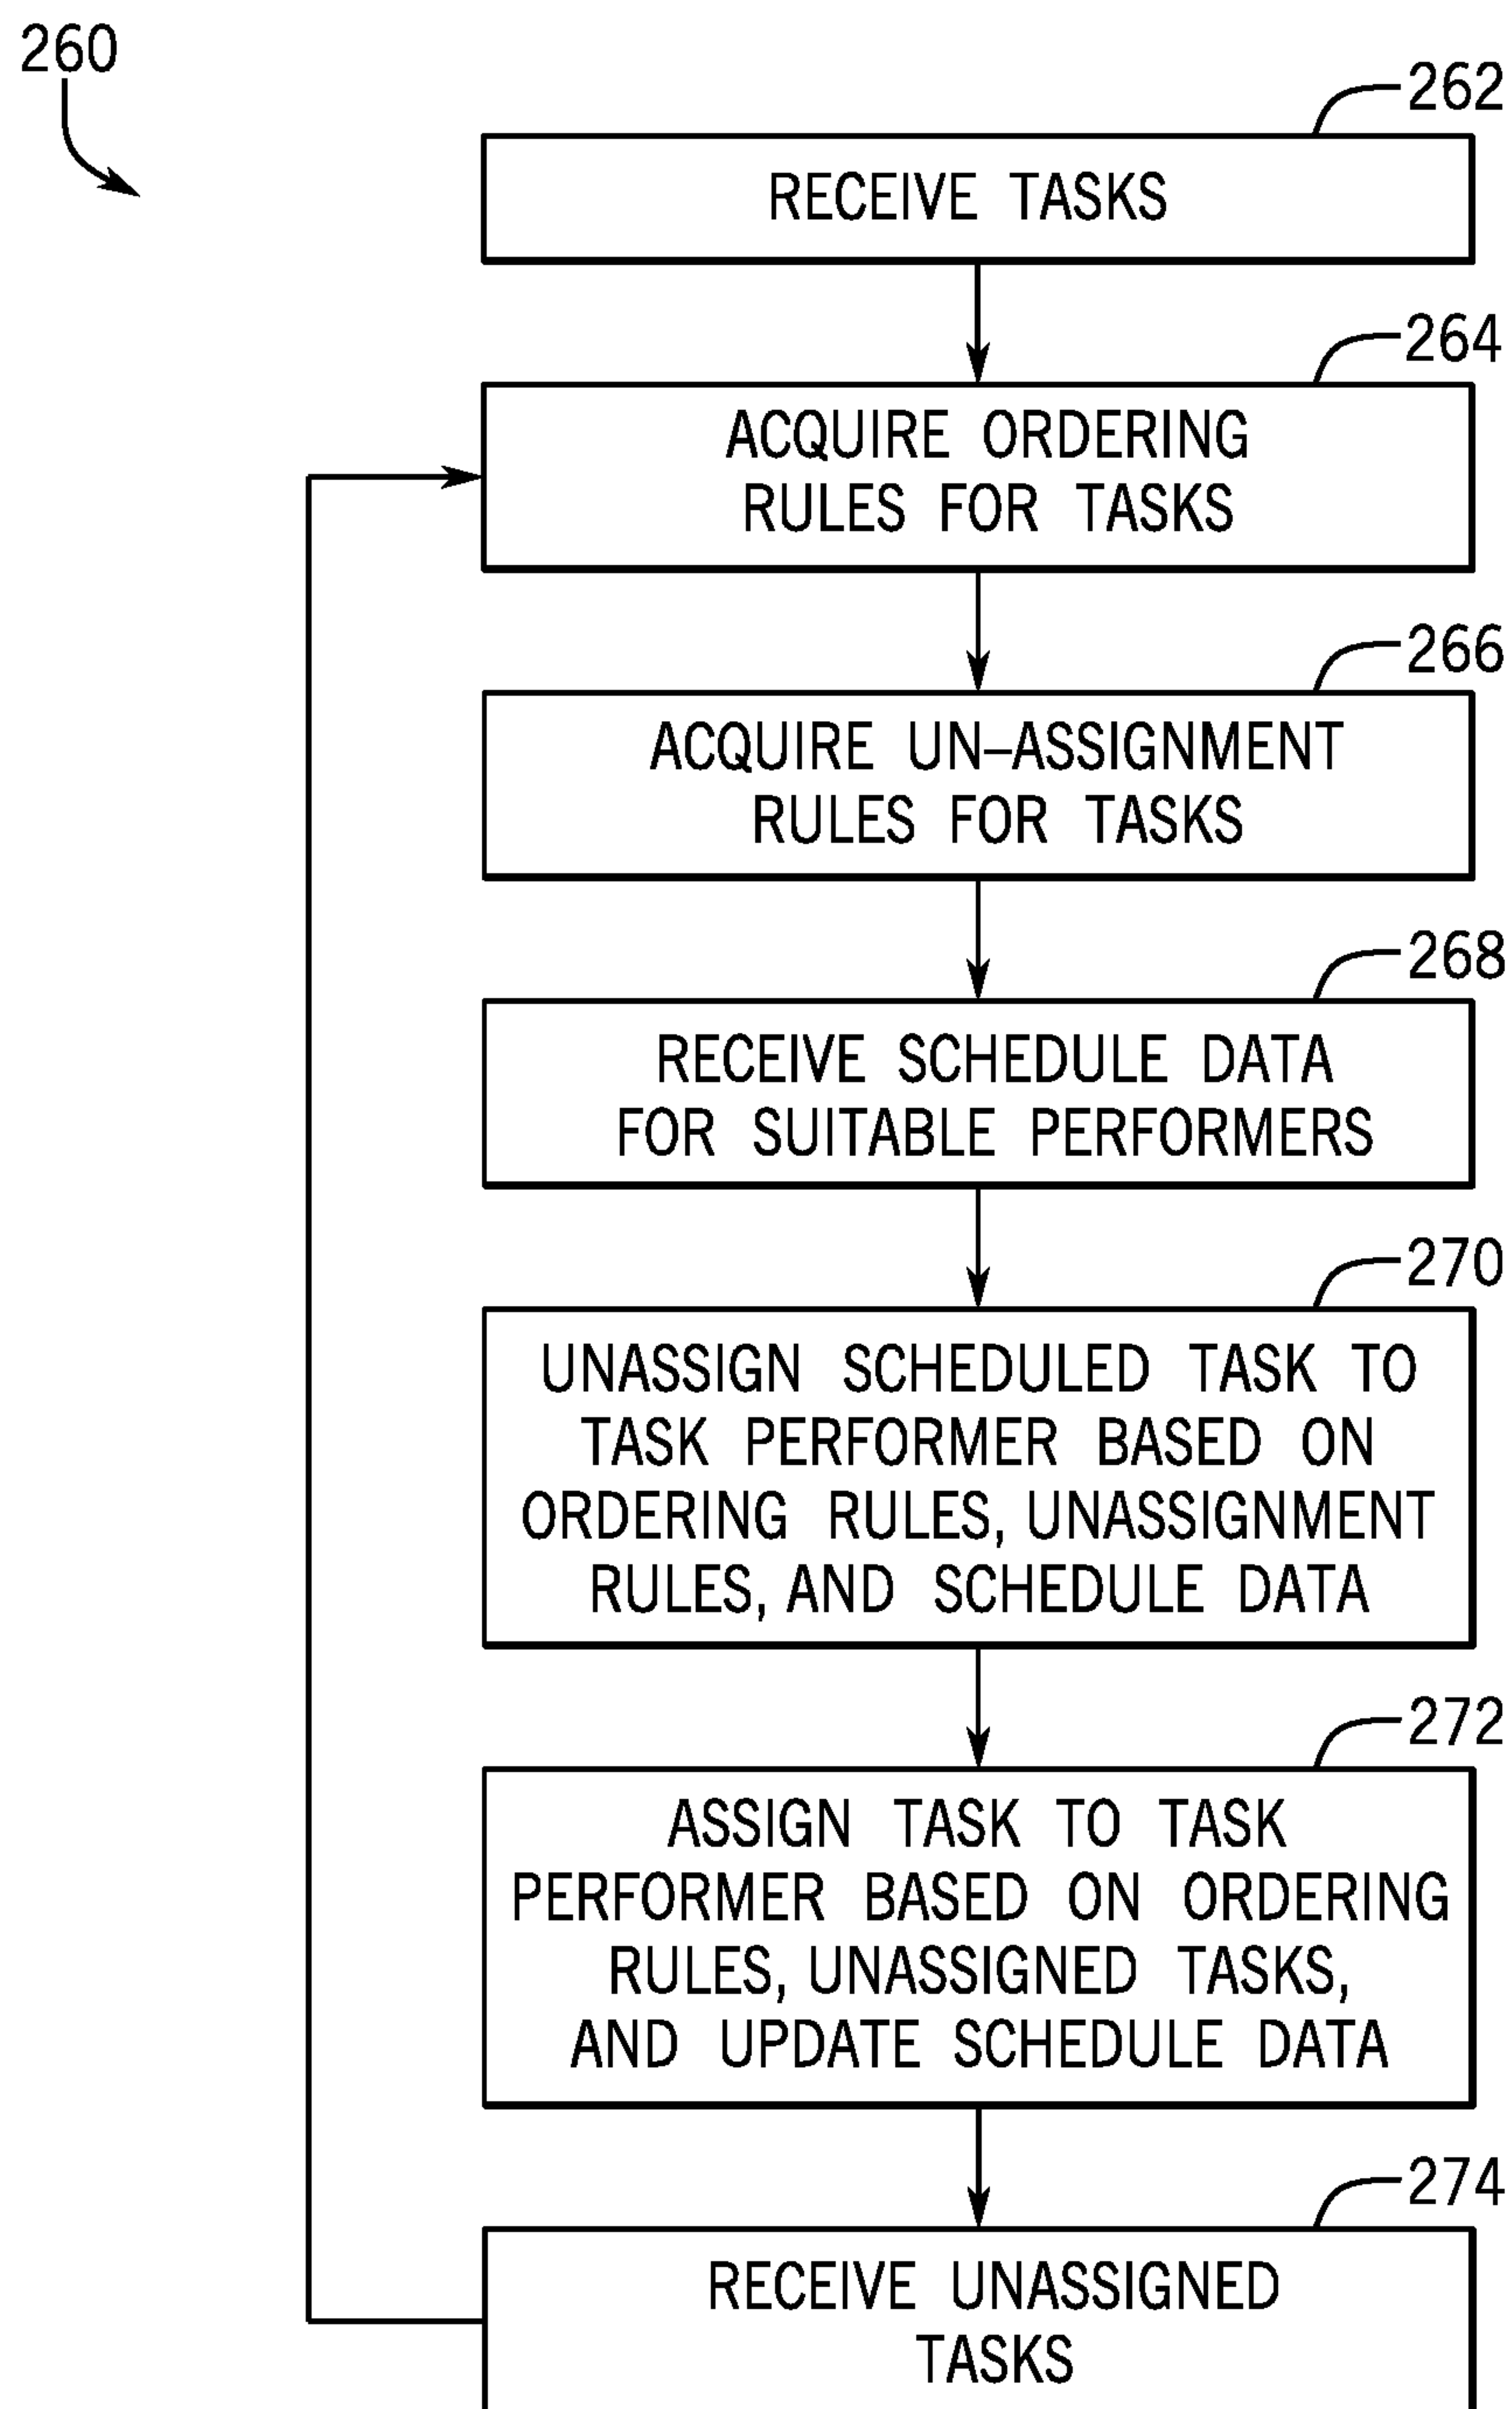 260
262
RECEIVE TASKS
264
ACQUIRE ORDERING
RULES FOR TASKS
266
ACQUIRE UN–ASSIGNMENT
RULES FOR TASKS
268
RECEIVE SCHEDULE DATA
FOR SUITABLE PERFORMERS
270
UNASSIGN SCHEDULED TASK TO
TASK PERFORMER BASED ON
ORDERING RULES, UNASSIGNMENT
RULES, AND SCHEDULE DATA
272
ASSIGN TASK TO TASK
PERFORMER BASED ON ORDERING
RULES, UNASSIGNED TASKS,
AND UPDATE SCHEDULE DATA
274
RECEIVE UNASSIGNED
TASKS